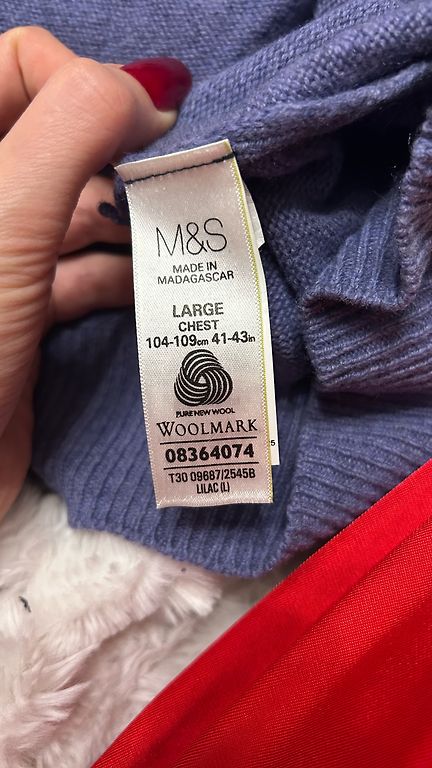 M&S
MADE IN
MADAGASCAR
LARGE
CHEST
104-109cm 41-43in
PURE NEW WOOL
WOOLMARK
08364074
T30 09687/2545B
LILAC (L)